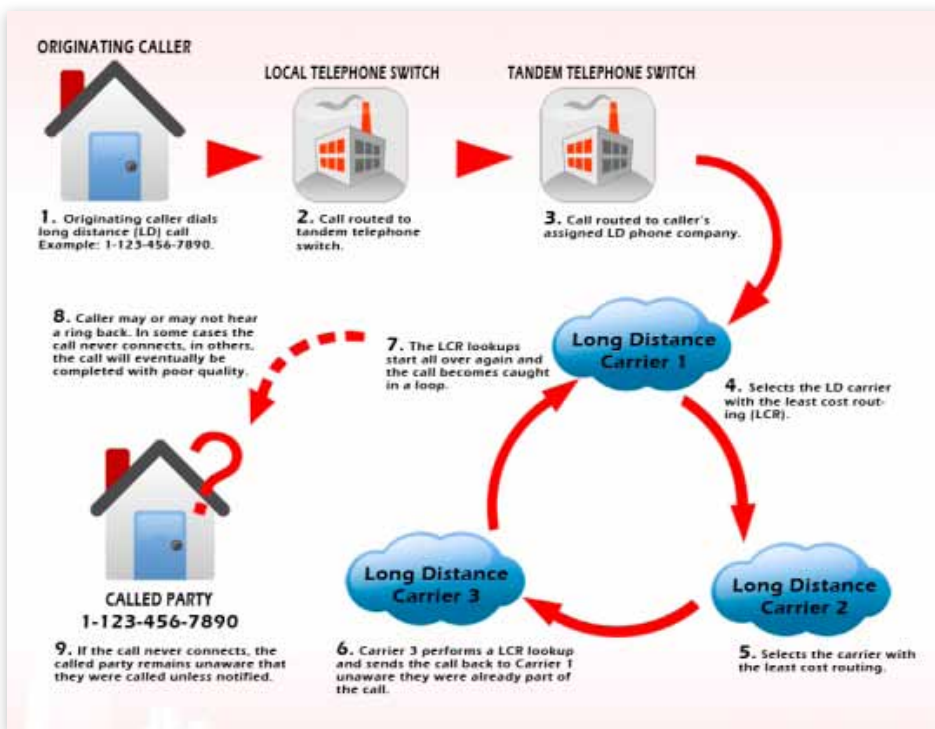 ORIGINATING CALLER
LOCAL TELEPHONE SWITCH
TANDEM TELEPHONE SWITCH
1. Originating caller dials
long distance (LD) call
Example: 1-123-456-7890.
2. Call routed to
tandem telephone
switch.
3. Call routed to caller's
assigned LD phone company.
Long Distance
Carrier 1
4. Selects the LD carrier
with the least cost rout-
ing (LCR).
Long Distance
Carrier 2
5. Selects the carrier with
the least cost routing.
Long Distance
Carrier 3
6. Carrier 3 performs a LCR lookup
and sends the call back to Carrier 1
unaware they were already part of
the call.
7. The LCR lookups
start all over again and
the call becomes caught
in a loop.
8. Caller may or may not hear
a ring back. In some cases the
call never connects, in others,
the call will eventually be
completed with poor quality.
?
CALLED PARTY
1-123-456-7890
9. If the call never connects, the
called party remains unaware that
they were called unless notified.